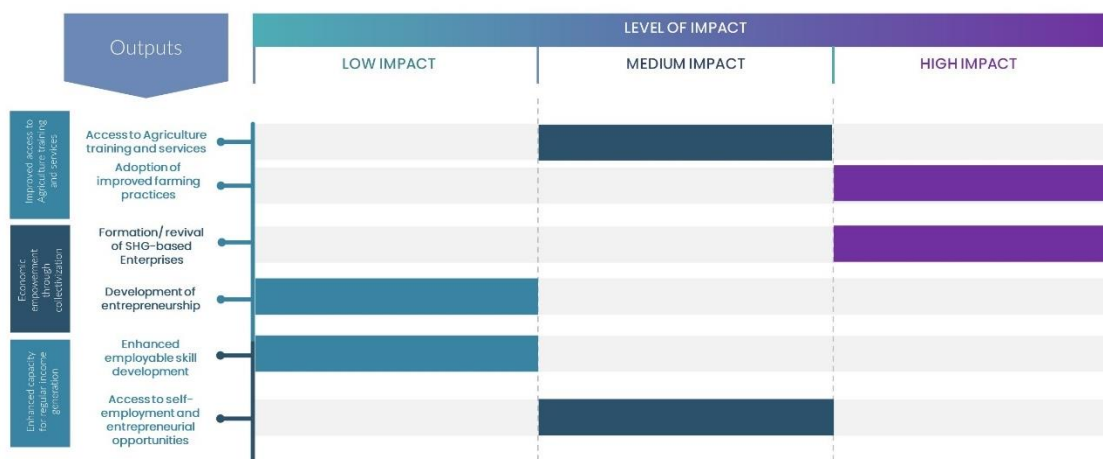 Outputs
LEVEL OF IMPACT
LOW IMPACT
MEDIUM IMPACT
HIGH IMPACT
Improved access to
Agriculture training
and services
Access to Agriculture
training and services
Adoption of
improved farming
practices
Economic
empowerment
through
collectivization
Formation/ revival
of SHG-based
Enterprises
Development of
entrepreneurship
Enhanced capacity
for regular income
generation
Enhanced
employable skill
development
Access to self-
employment and
entrepreneurial
opportunities